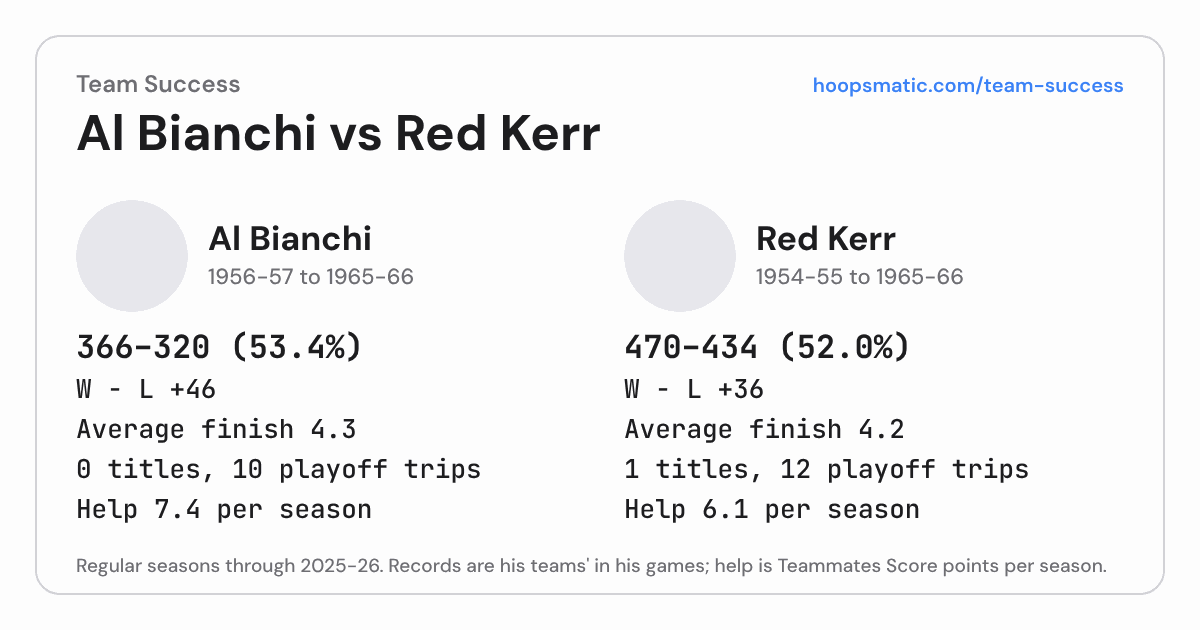 Team Success
hoopsmatic.com/team-success
Al Bianchi vs Red Kerr
Al Bianchi
1956-57 to 1965-66
366-320 (53.4%)
W - L +46
Average finish 4.3
0 titles, 10 playoff trips
Help 7.4 per season
Red Kerr
1954-55 to 1965-66
470-434 (52.0%)
W - L +36
Average finish 4.2
1 titles, 12 playoff trips
Help 6.1 per season
Regular seasons through 2025-26. Records are his teams' in his games; help is Teammates Score points per season.